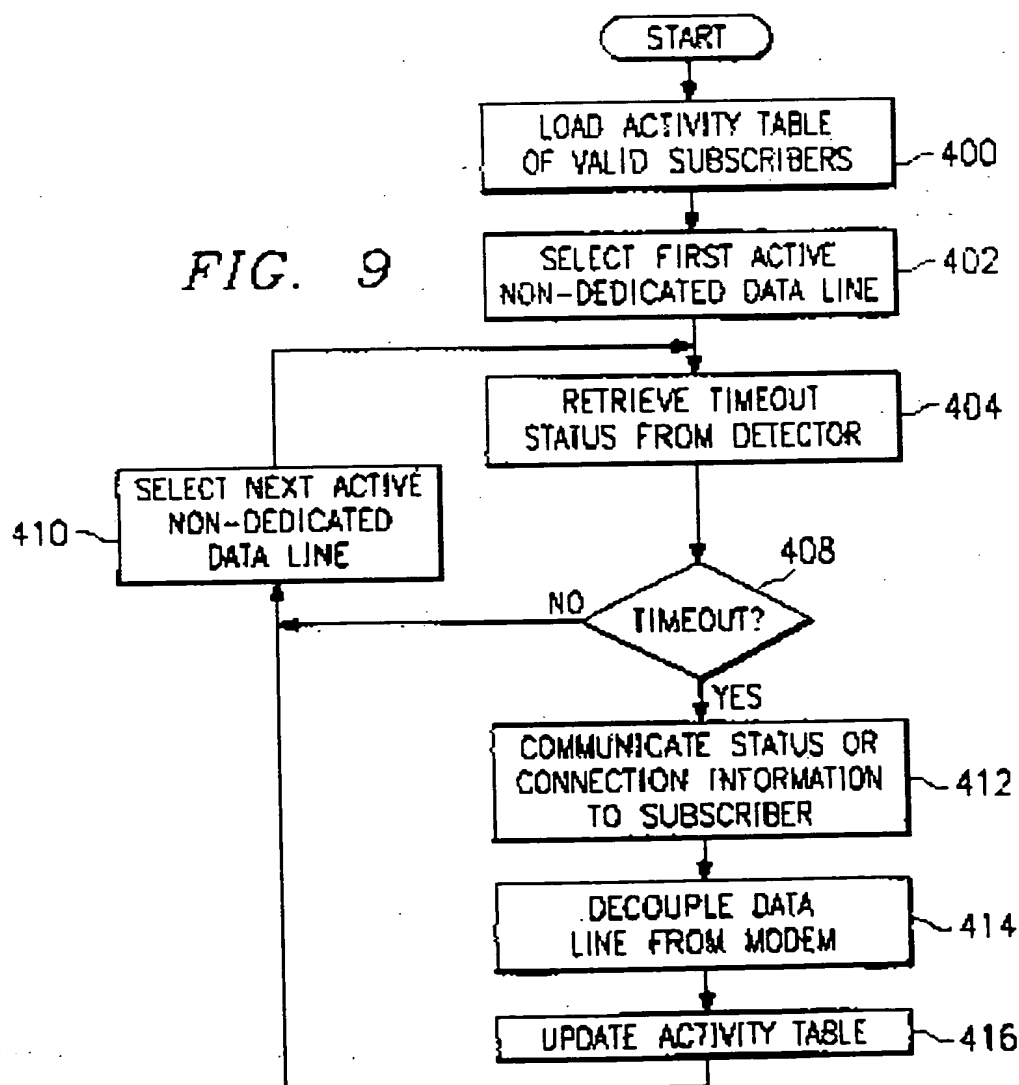 START
LOAD ACTIVITY TABLE
OF VALID SUBSCRIBERS
400
FIG. 9
SELECT FIRST ACTIVE
NON-DEDICATED DATA LINE
402
RETRIEVE TIMEOUT
STATUS FROM DETECTOR
404
SELECT NEXT ACTIVE
NON-DEDICATED
DATA LINE
410
408
TIMEOUT?
NO
YES
COMMUNICATE STATUS OR
CONNECTION INFORMATION
TO SUBSCRIBER
412
DECOUPLE DATA
LINE FROM MODEM
414
UPDATE ACTIVITY TABLE
416